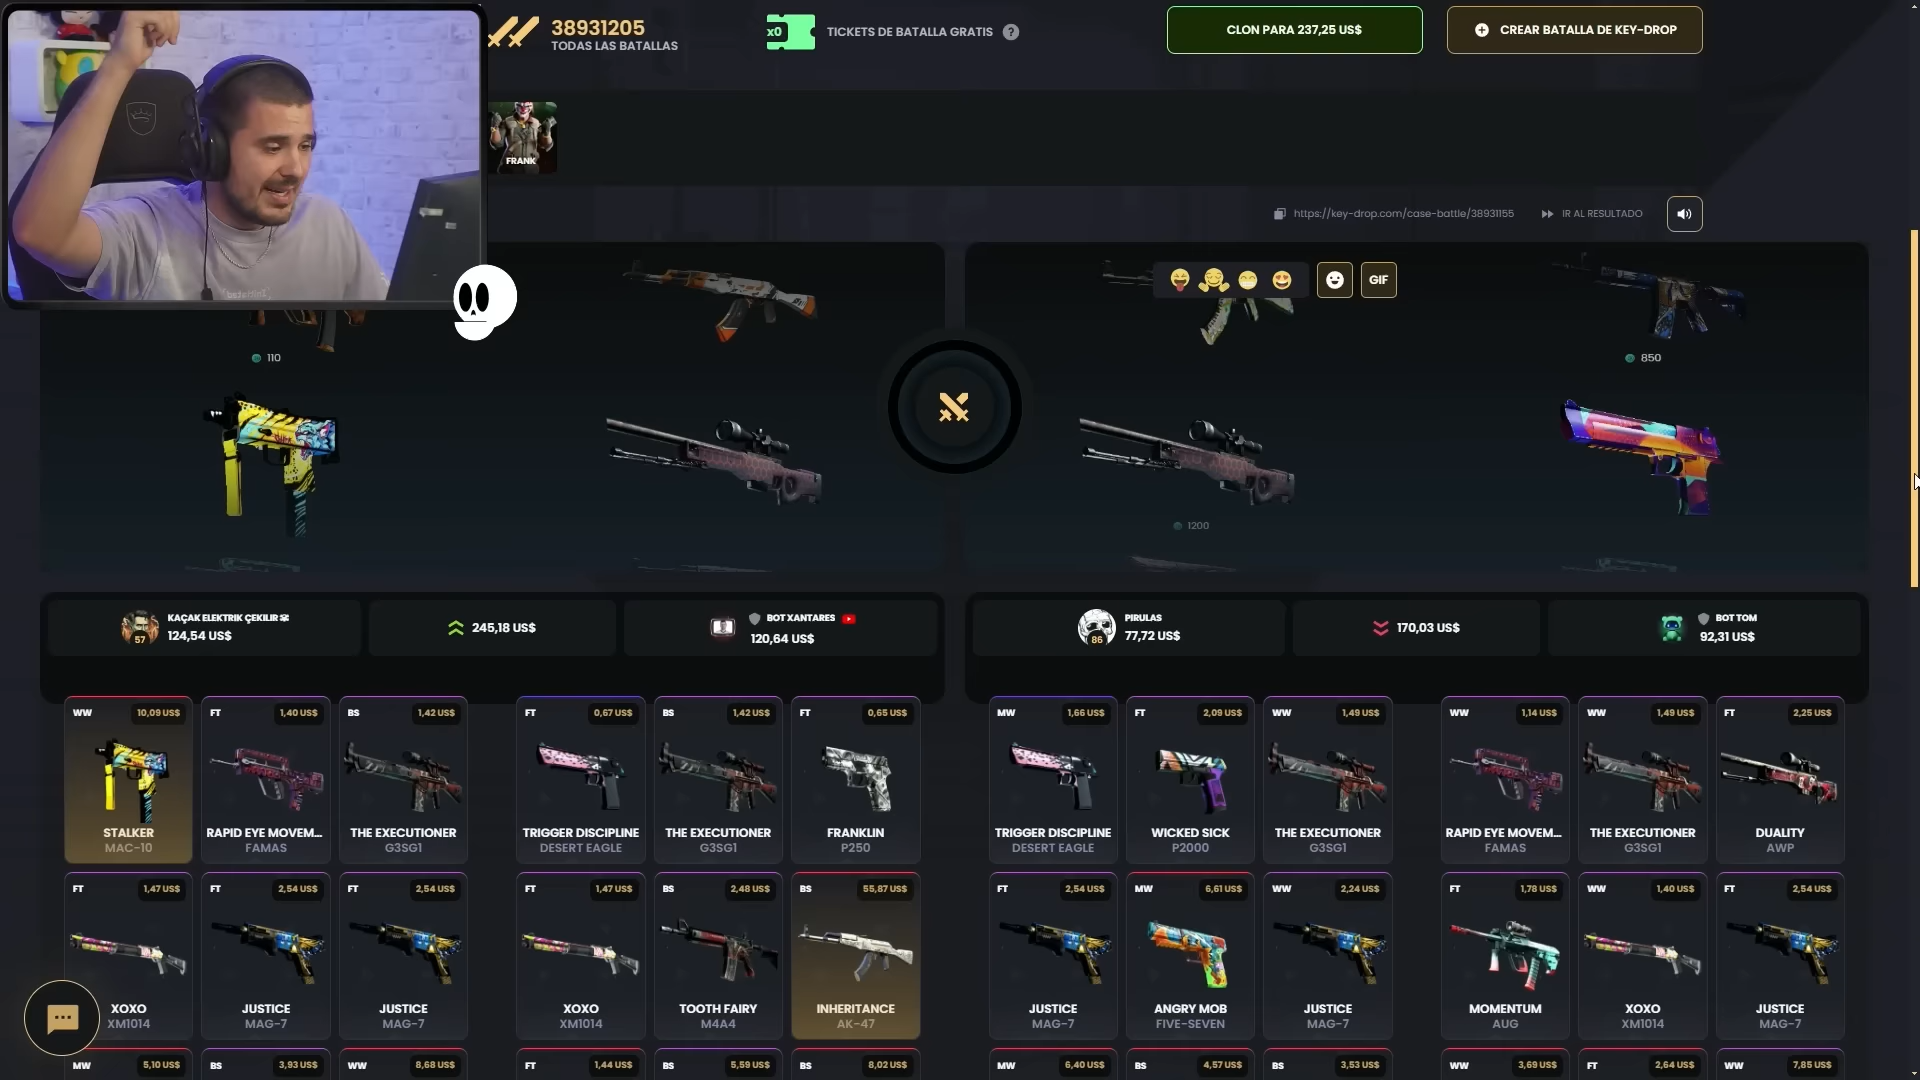 38931205
TODAS LAS BATALLAS
x0
TICKETS DE BATALLA GRATIS ?
CLON PARA 237,25 US$
CREAR BATALLA DE KEY-DROP
FRANK
https://key-drop.com/case-battle/38931155
IR AL RESULTADO
GIF
110
850
1200
57
KAÇAK ELEKTRIK ÇEKILIR
124,54 US$
245,18 US$
BOT XANTARES
120,64 US$
86
PIRULAS
77,72 US$
170,03 US$
BOT TOM
92,31 US$
WW 10,09 US$
STALKER
MAC-10
FT 1,40 US$
RAPID EYE MOVEM...
FAMAS
BS 1,42 US$
THE EXECUTIONER
G3SG1
FT 0,67 US$
TRIGGER DISCIPLINE
DESERT EAGLE
BS 1,42 US$
THE EXECUTIONER
G3SG1
FT 0,65 US$
FRANKLIN
P250
MW 1,66 US$
TRIGGER DISCIPLINE
DESERT EAGLE
FT 2,09 US$
WICKED SICK
P2000
WW 1,49 US$
THE EXECUTIONER
G3SG1
WW 1,14 US$
RAPID EYE MOVEM...
FAMAS
WW 1,49 US$
THE EXECUTIONER
G3SG1
FT 2,25 US$
DUALITY
AWP
FT 1,47 US$
XOXO
XM1014
FT 2,54 US$
JUSTICE
MAG-7
FT 2,54 US$
JUSTICE
MAG-7
FT 1,47 US$
XOXO
XM1014
BS 2,48 US$
TOOTH FAIRY
M4A4
BS 55,87 US$
INHERITANCE
AK-47
FT 2,54 US$
JUSTICE
MAG-7
MW 6,61 US$
ANGRY MOB
FIVE-SEVEN
WW 2,24 US$
JUSTICE
MAG-7
FT 1,78 US$
MOMENTUM
AUG
WW 1,40 US$
XOXO
XM1014
FT 2,54 US$
JUSTICE
MAG-7
MW 5,10 US$
BS 3,93 US$
WW 8,68 US$
FT 1,44 US$
BS 5,59 US$
BS 8,02 US$
MW 6,40 US$
BS 4,57 US$
BS 3,53 US$
WW 3,69 US$
FT 2,64 US$
WW 7,85 US$